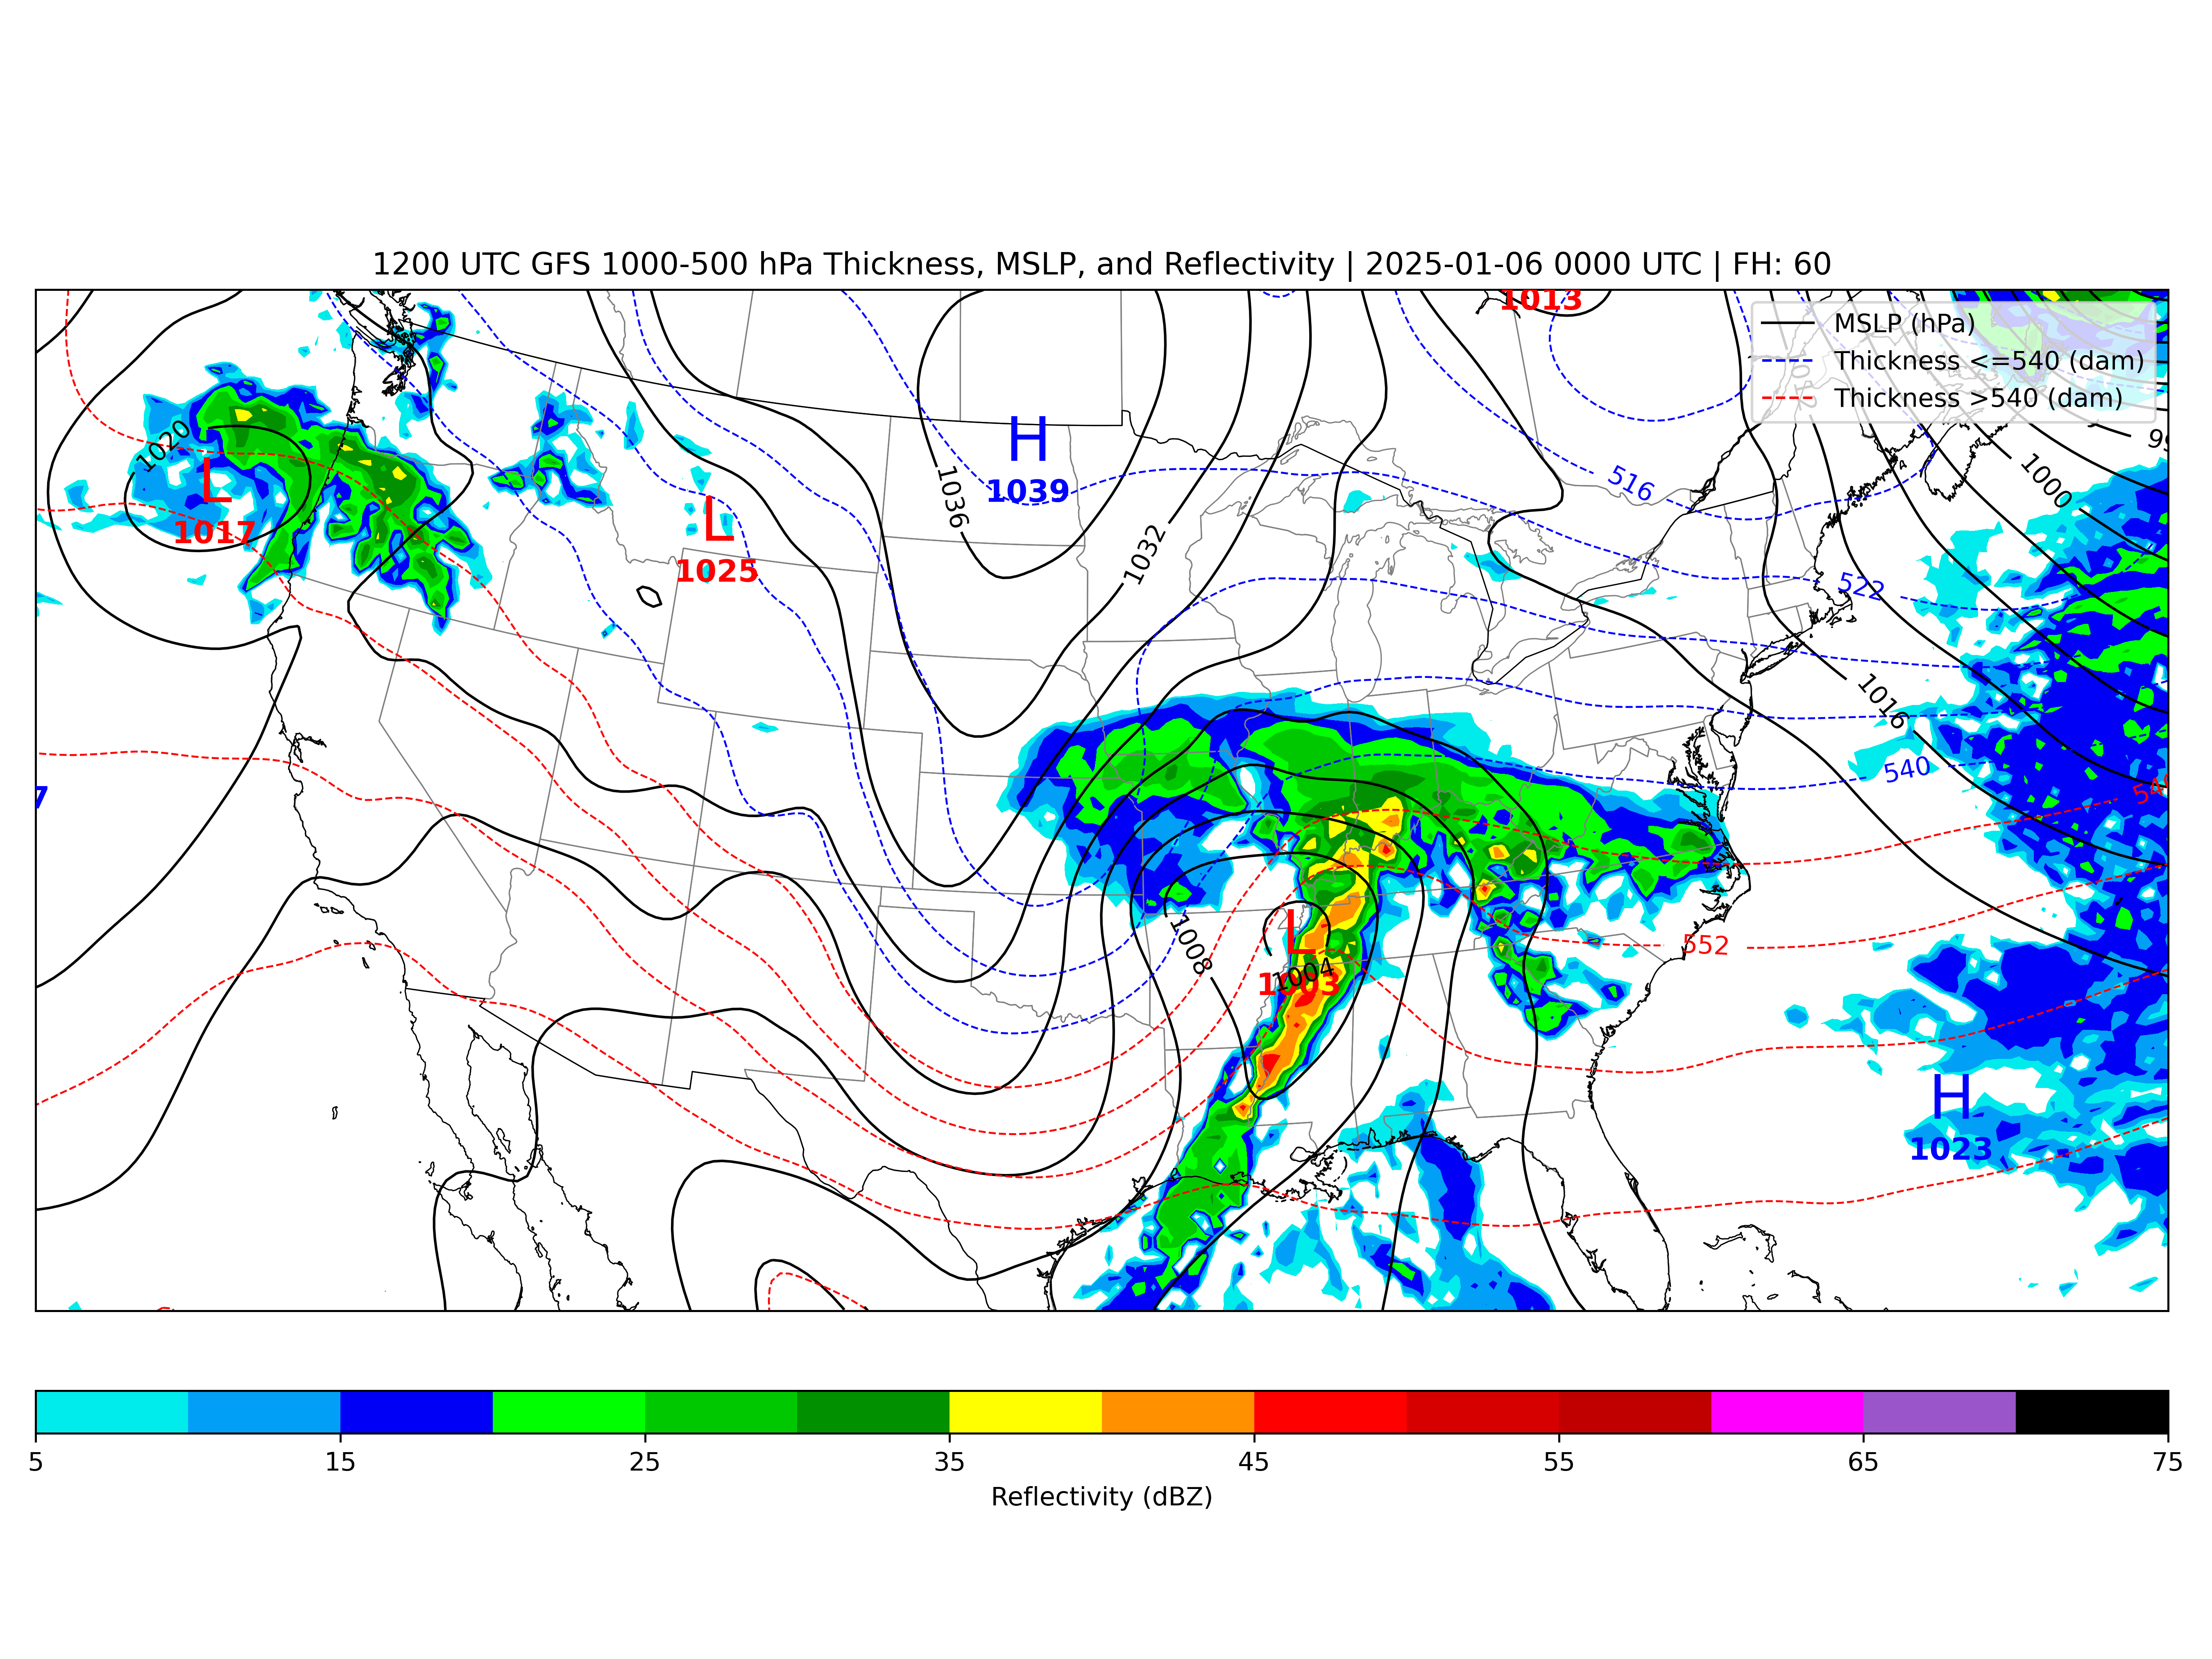 1200 UTC GFS 1000-500 hPa Thickness, MSLP, and Reflectivity | 2025-01-06 0000 UTC | FH: 60
1013
MSLP (hPa)
Thickness <=540 (dam)
Thickness >540 (dam)
1020
L
1017
L
1025
H
1039
1036
1032
516
1000
522
1016
540
7
552
1008
L
1004
1003
H
1023
5
15
25
35
45
55
65
75
Reflectivity (dBZ)